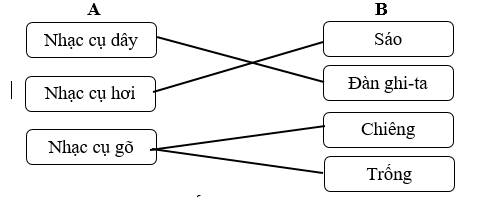 A
B
Nhạc cụ dây
Sáo
Nhạc cụ hơi
Đàn ghi-ta
Nhạc cụ gõ
Chiêng
Trống